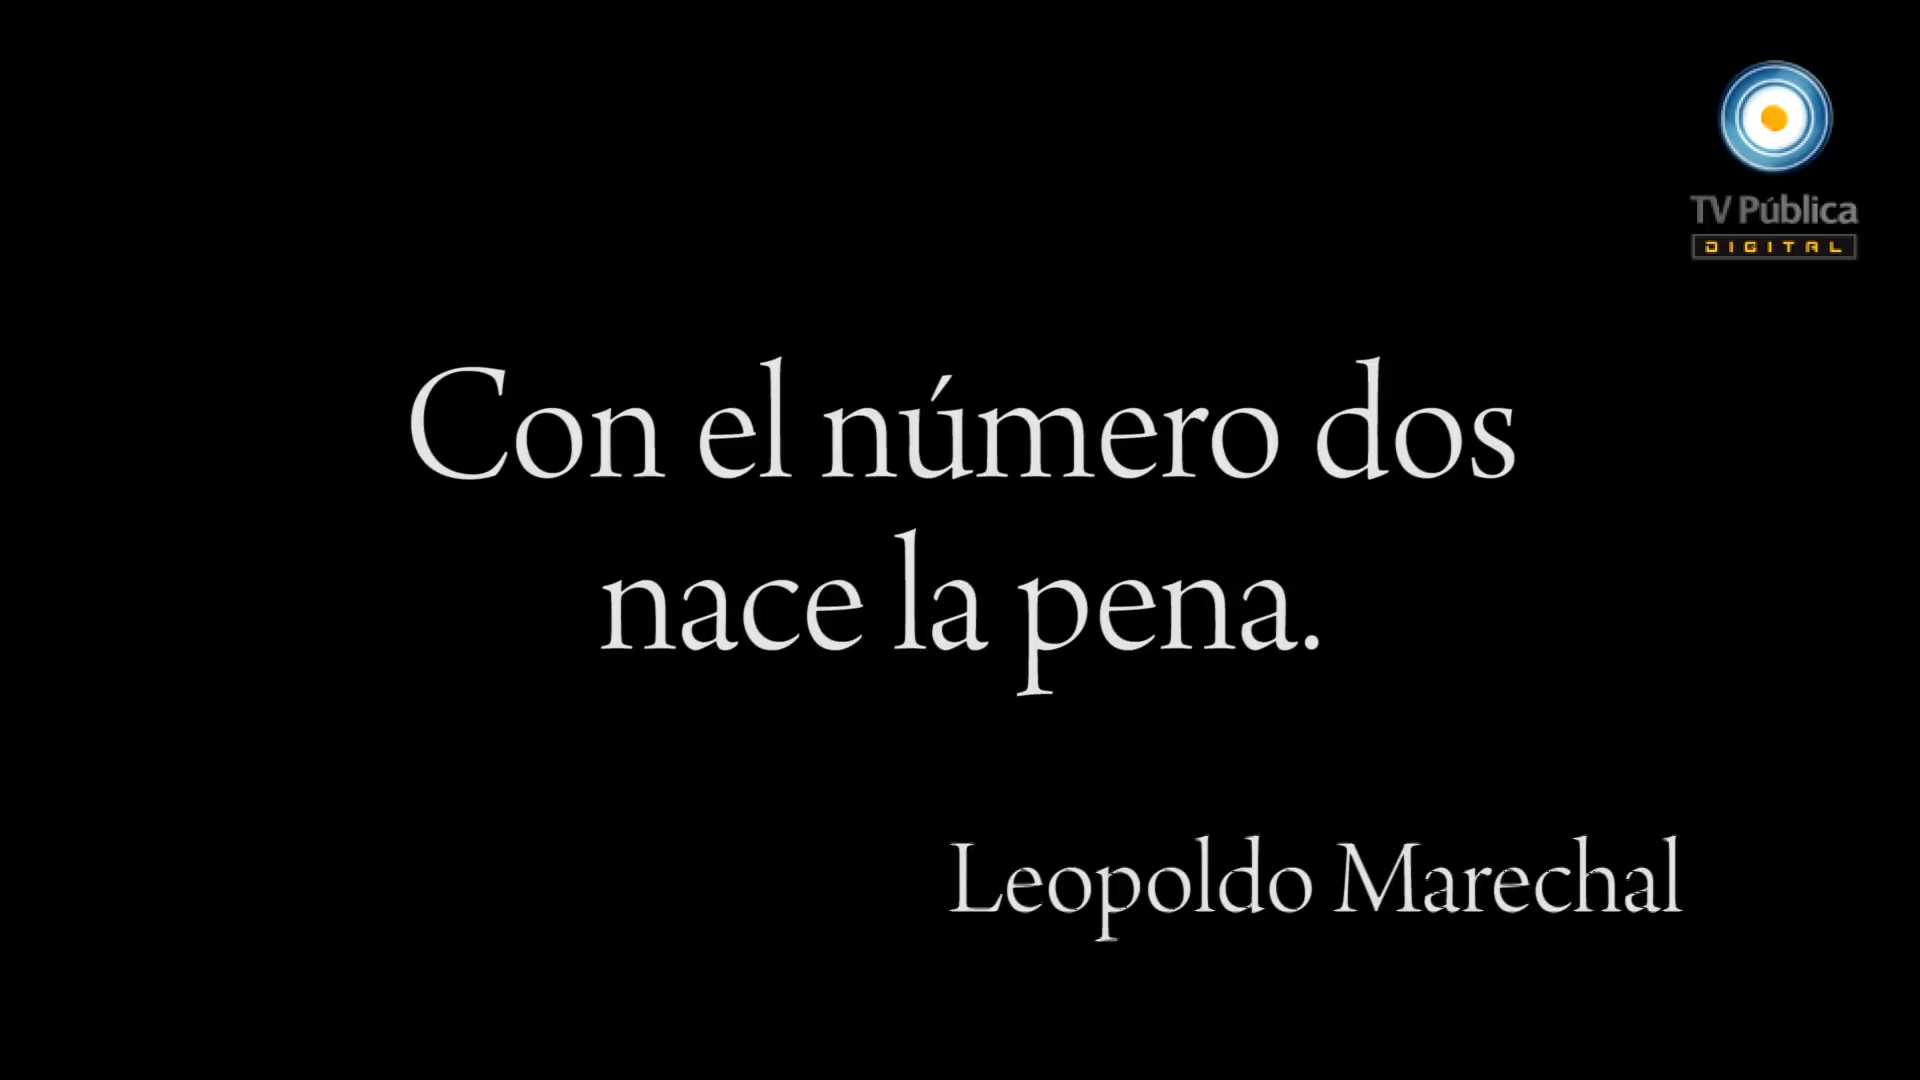 TV Pública
DIGITAL
Con el número dos
nace la pena.
Leopoldo Marechal